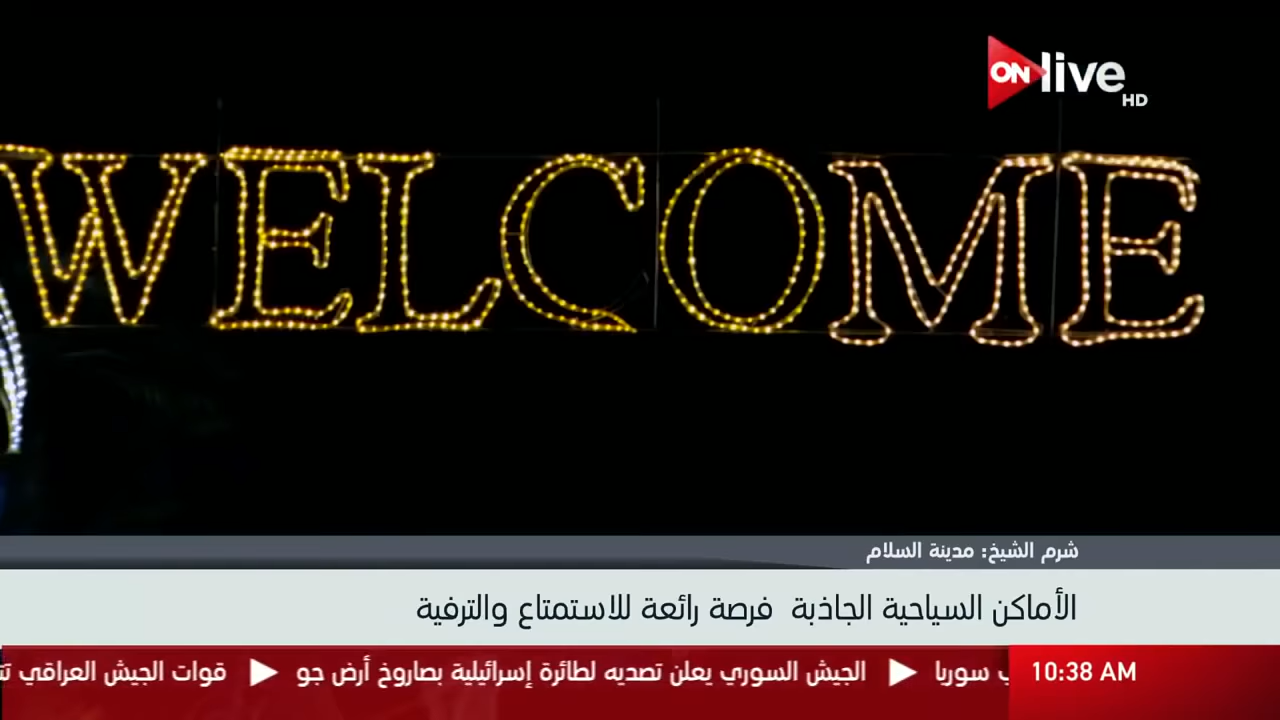 ON live
HD
WELCOME
شرم الشيخ: مدينة السلام
الأماكن السياحية الجاذبة فرصة رائعة للاستمتاع والترفية
10:38 AM
سوريا ◀ الجيش السوري يعلن تصديه لطائرة إسرائيلية بصاروخ أرض جو ◀ قوات الجيش العراقي